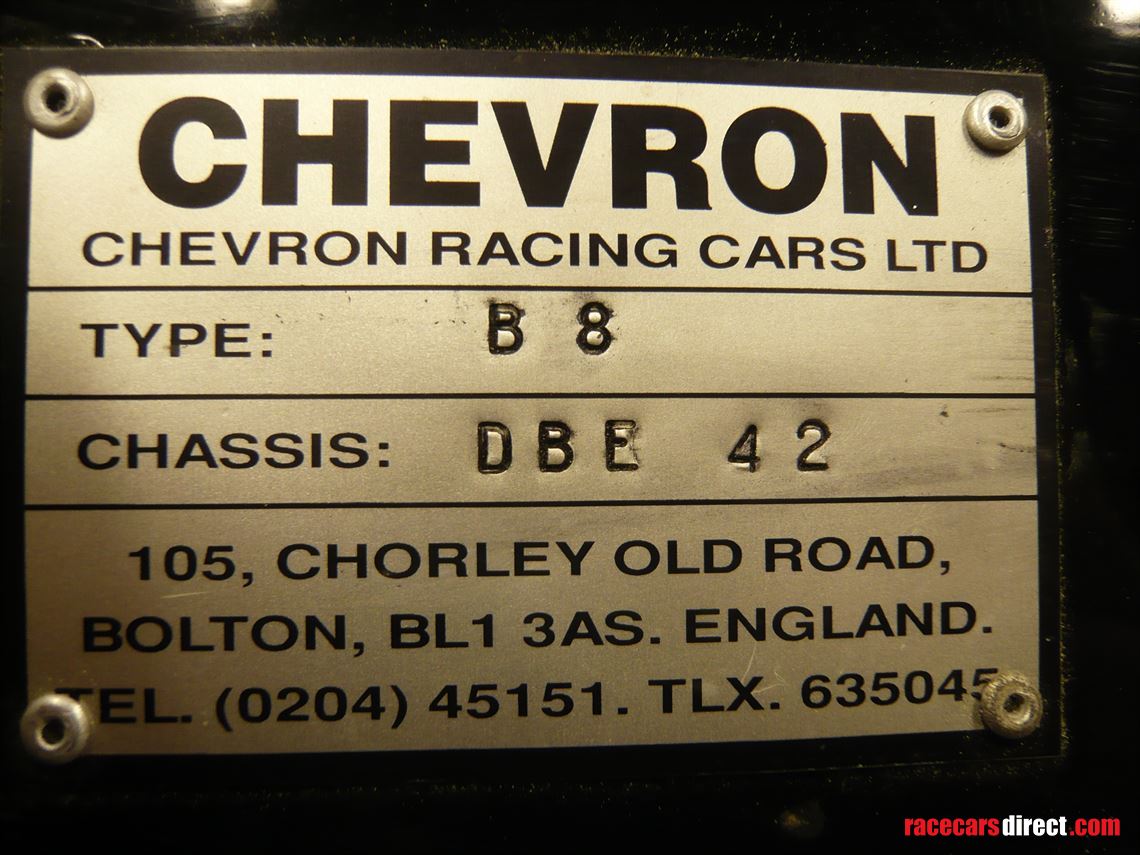 CHEVRON
CHEVRON RACING CARS LTD
TYPE: B 8
CHASSIS: DBE 42
105, CHORLEY OLD ROAD,
BOLTON, BL1 3AS. ENGLAND.
TEL. (0204) 45151. TLX. 635045
racecarsdirect.com